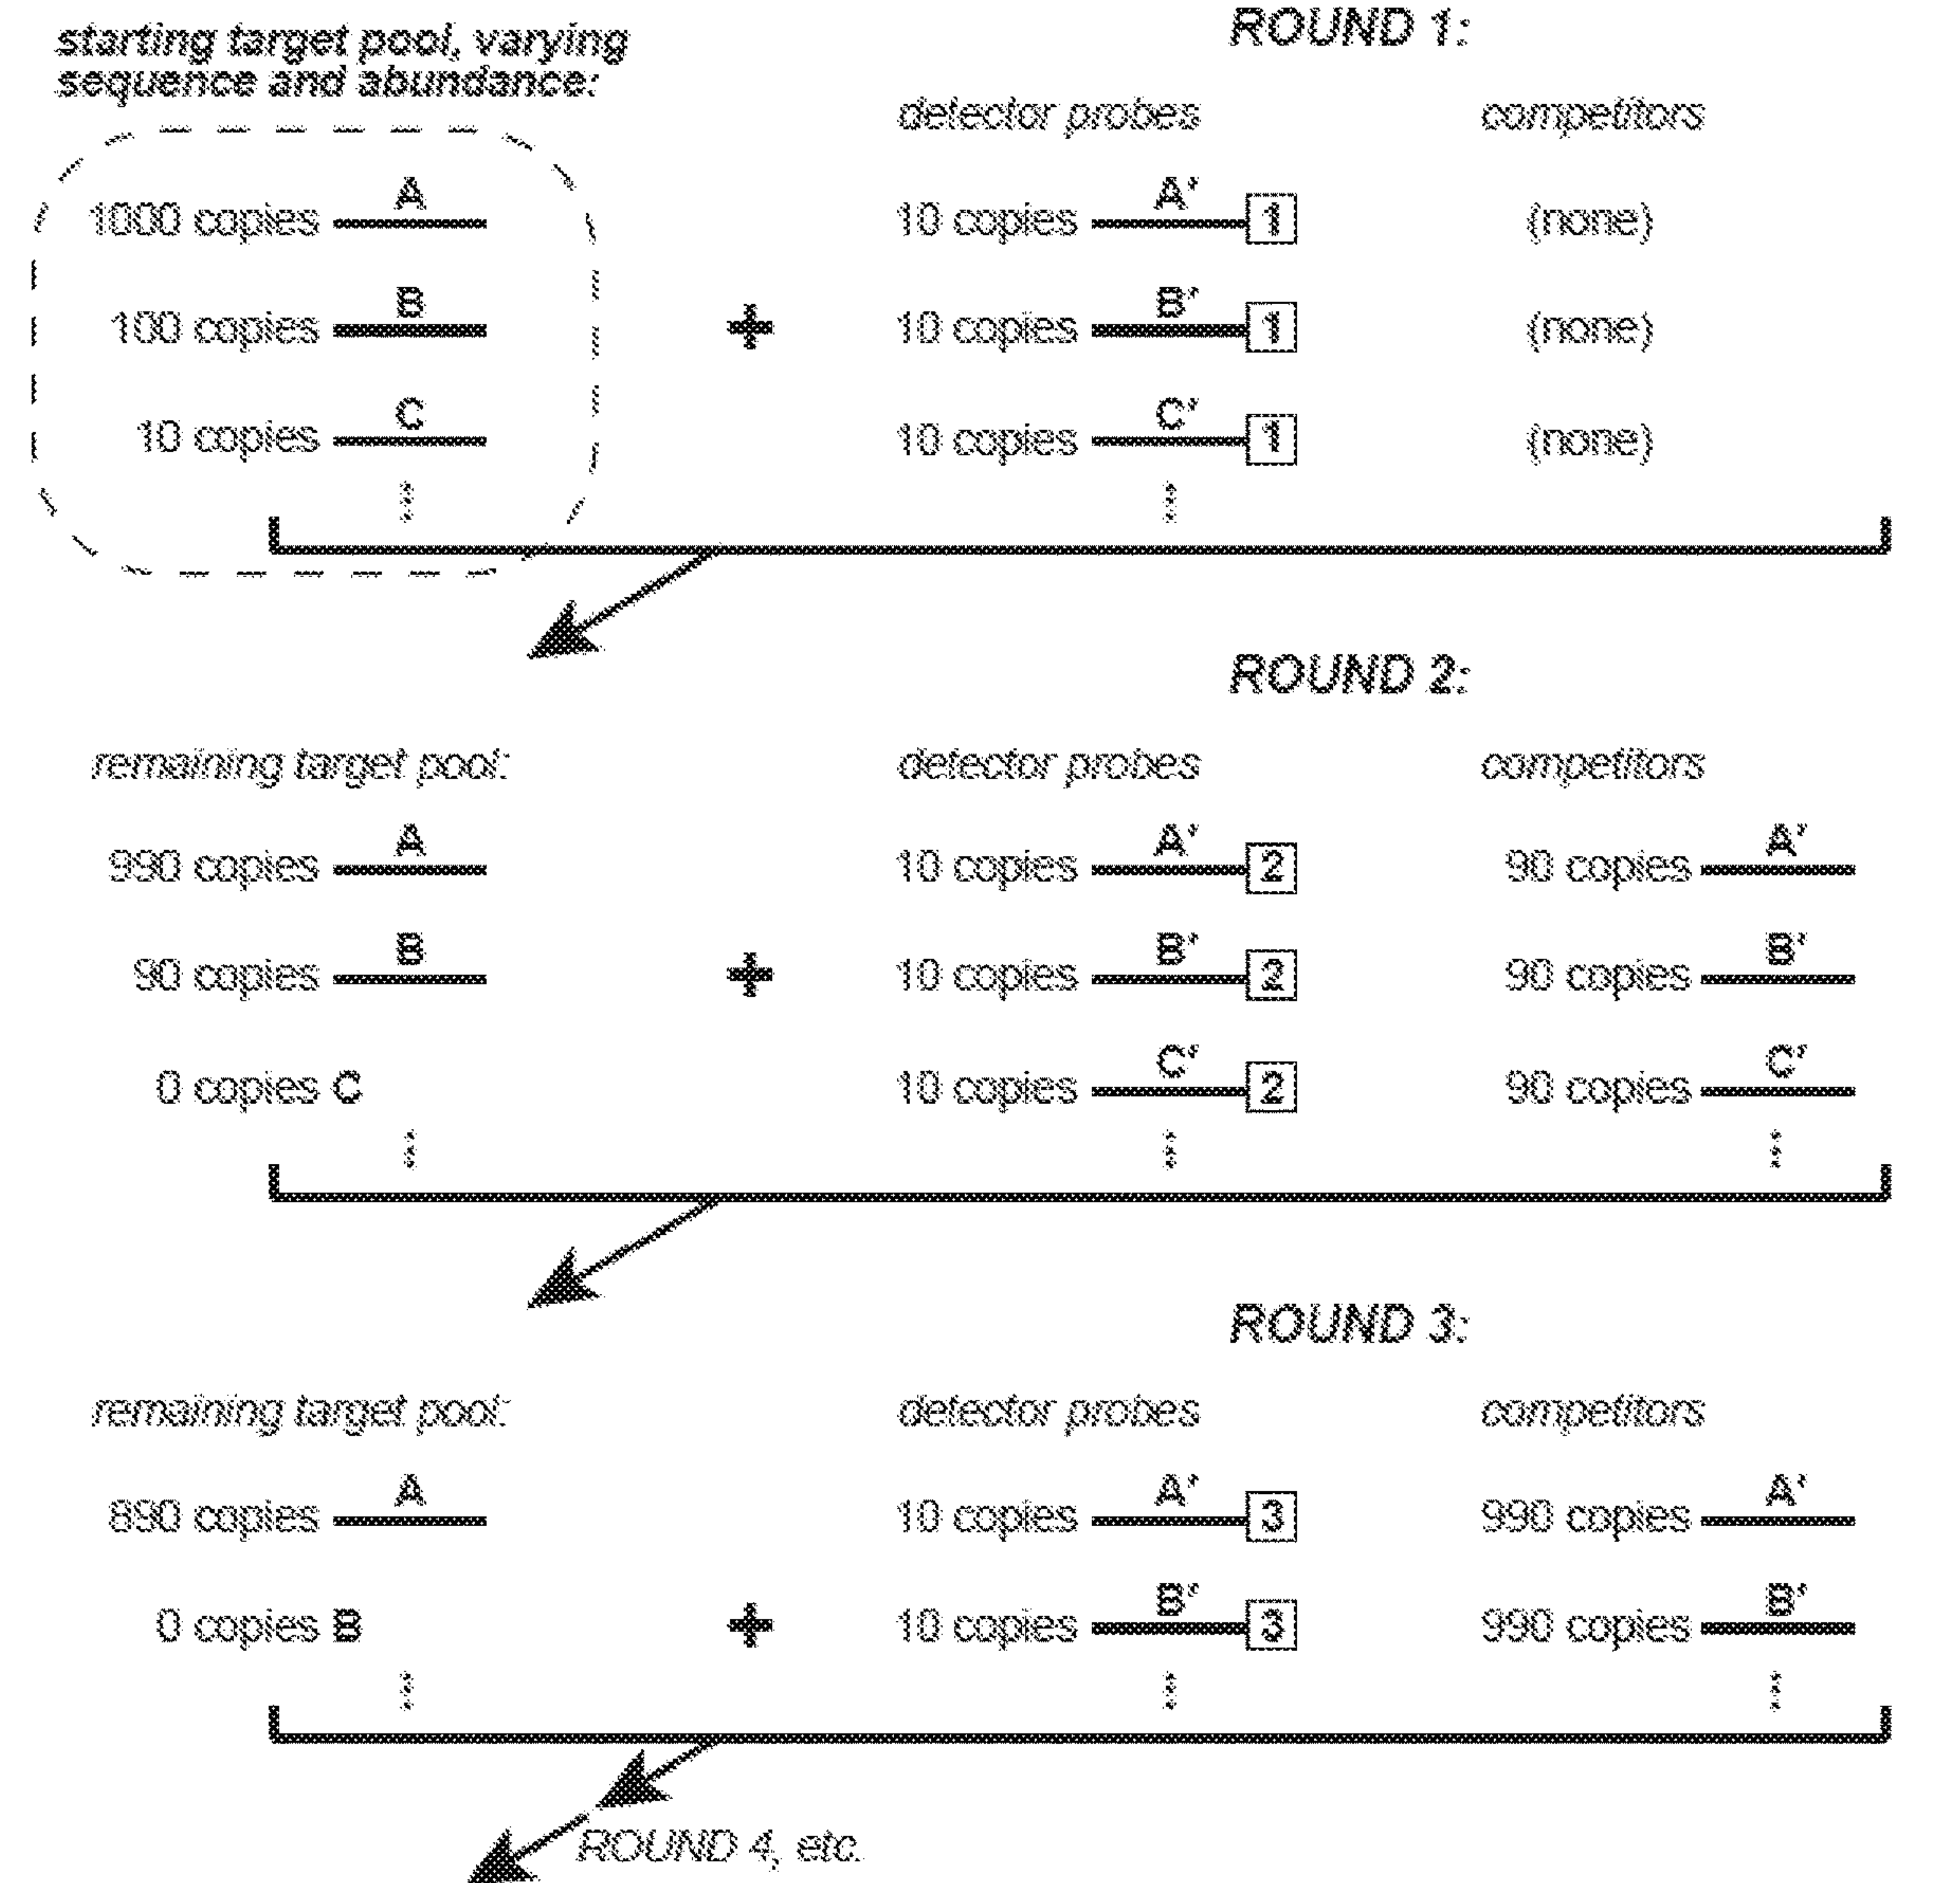 starting target pool, varying
sequence and abundance:
ROUND 1:
detector probes
competitors
1000 copies A
10 copies A' 1
(none)
100 copies B
+
10 copies B' 1
(none)
10 copies C
10 copies C' 1
(none)
ROUND 2:
remaining target pool:
detector probes
competitors
990 copies A
10 copies A' 2
90 copies A'
90 copies B
+
10 copies B' 2
90 copies B'
0 copies C
10 copies C' 2
90 copies C'
ROUND 3:
remaining target pool:
detector probes
competitors
890 copies A
10 copies A' 3
990 copies A'
0 copies B
+
10 copies B' 3
990 copies B'
ROUND 4, etc.